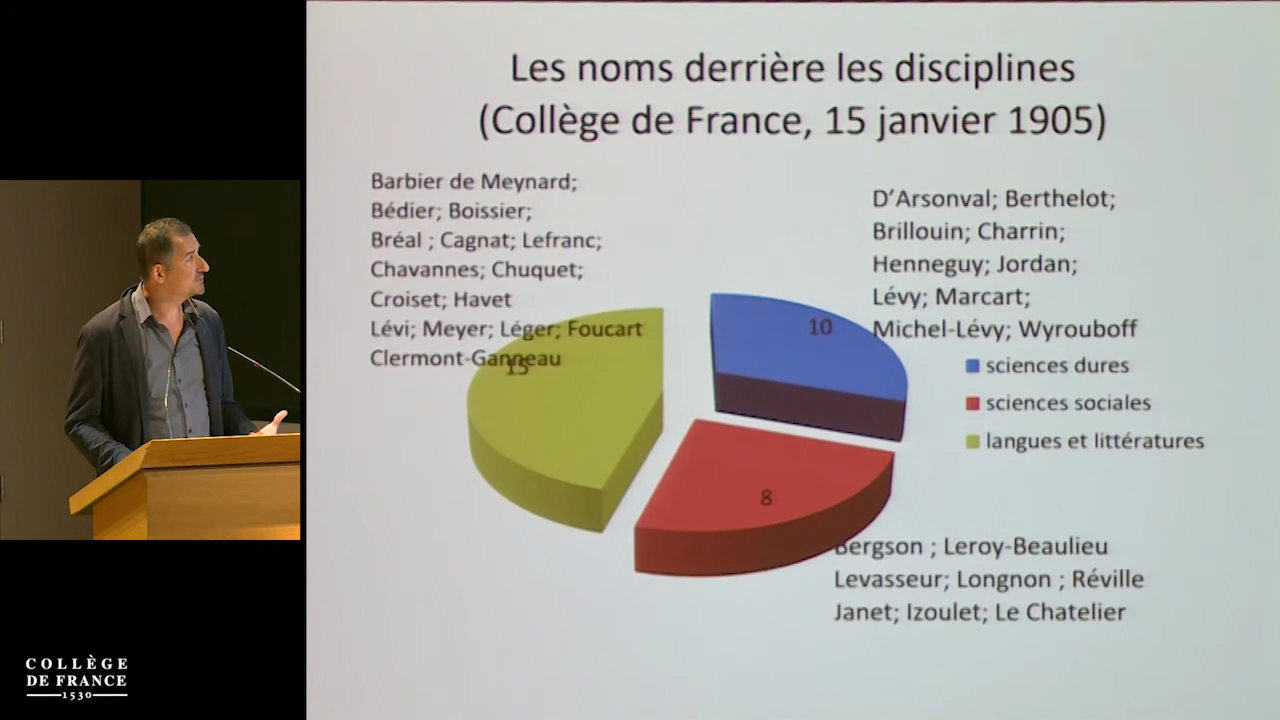 Les noms derrière les disciplines
(Collège de France, 15 janvier 1905)
Barbier de Meynard;
Bédier; Boissier;
Bréal ; Cagnat; Lefranc;
Chavannes; Chuquet;
Croiset; Havet
Lévi; Meyer; Léger; Foucart
Clermont-Ganneau
15
D’Arsonval; Berthelot;
Brillouin; Charrin;
Henneguy; Jordan;
Lévy; Marcart;
Michel-Lévy; Wyrouboff
10
sciences dures
sciences sociales
langues et littératures
8
Bergson ; Leroy-Beaulieu
Levasseur; Longnon ; Réville
Janet; Izoulet; Le Chatelier
COLLÈGE
DE FRANCE
1530